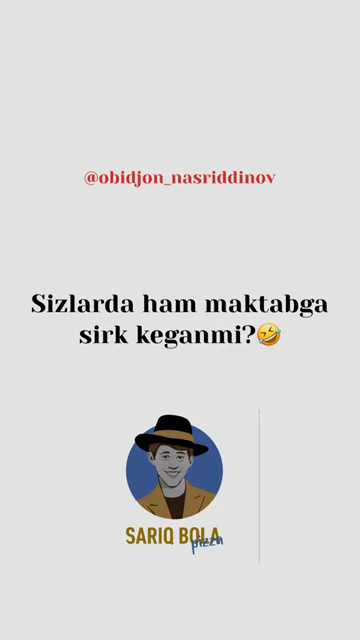 @obidjon_nasriddinov
Sizlarda ham maktabga
sirk keganmi?🤣
SARIQ BOLA
pizza